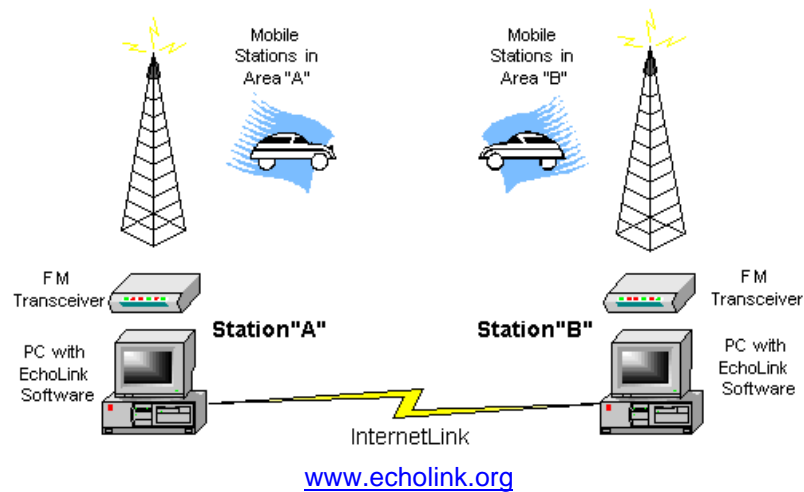 Mobile
Stations in
Area "A"
Mobile
Stations in
Area "B"
FM
Transceiver
FM
Transceiver
Station"A"
Station"B"
PC with
EchoLink
Software
PC with
EchoLink
Software
InternetLink
www.echolink.org